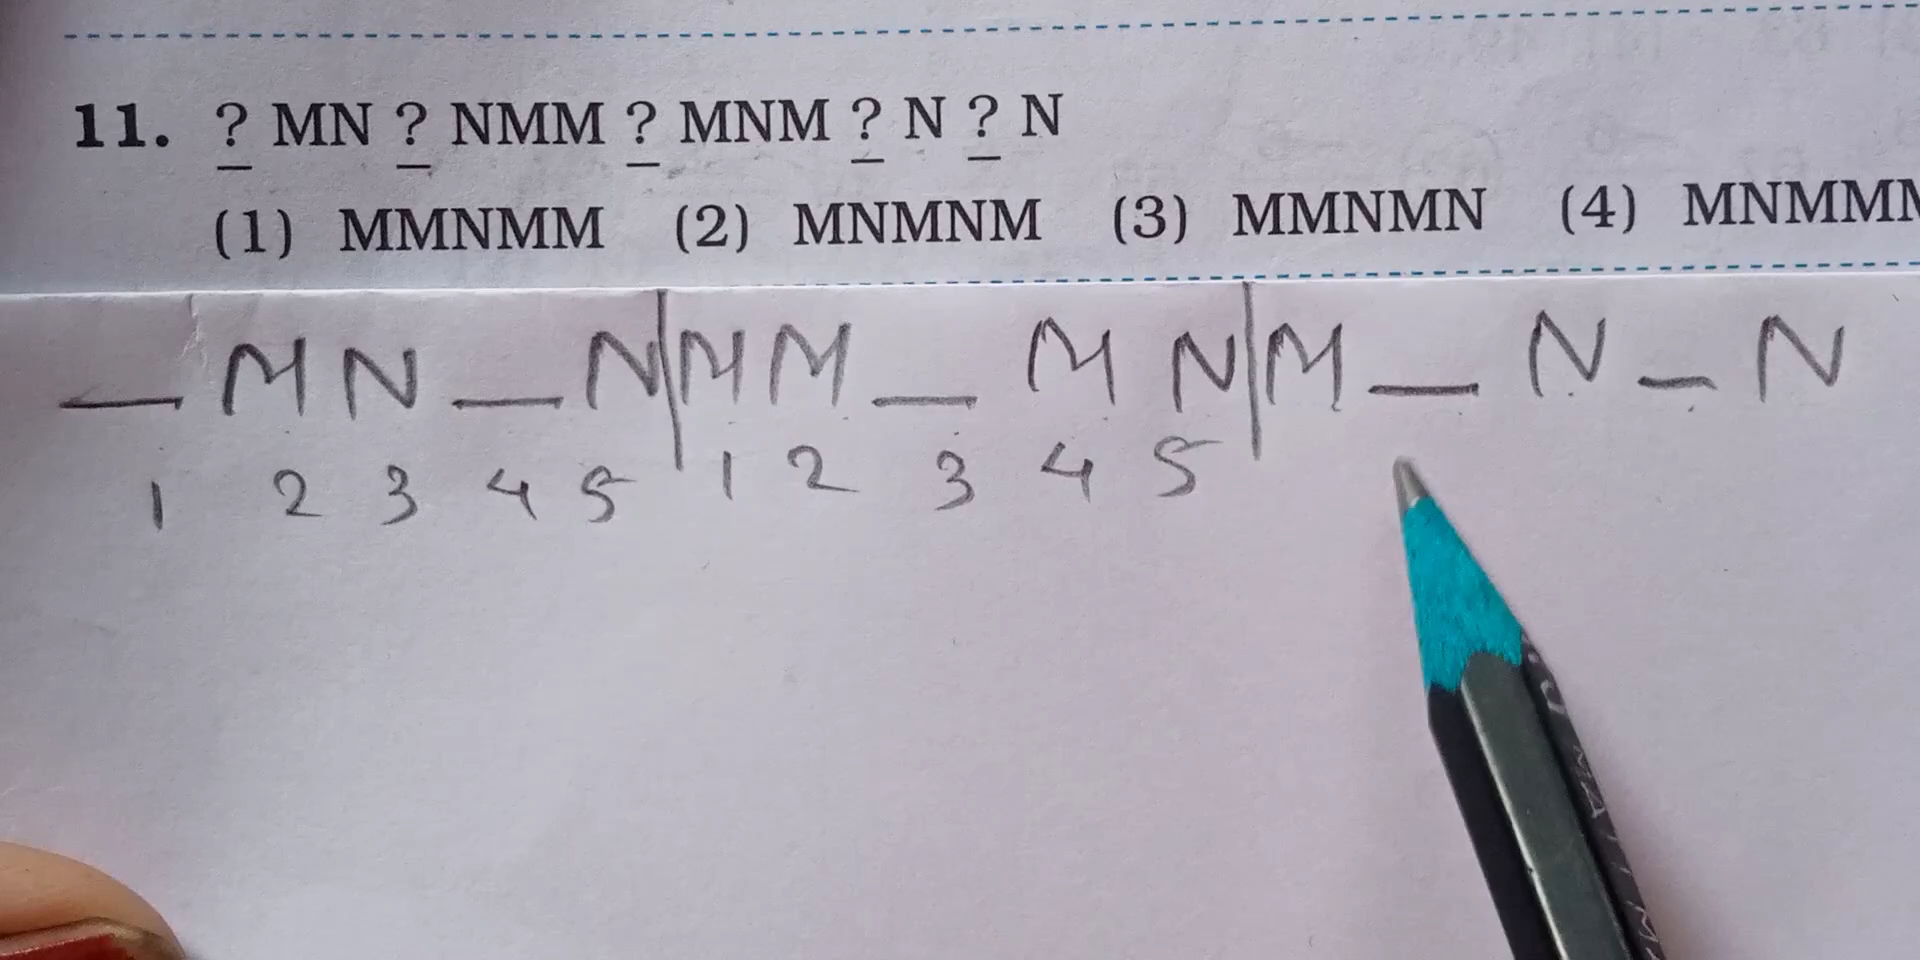 11. ? MN ? NMM ? MNM ? N ? N
(1) MMNMM (2) MNMNM (3) MMNMN (4) MNMM
_ M N _ N | M M _ M N | M _ N _ N
1 2 3 4 5 1 2 3 4 5